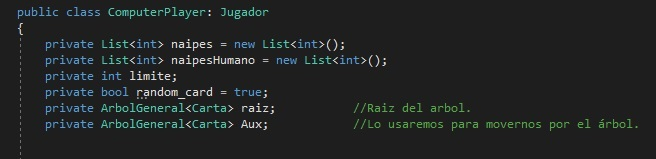 public class ComputerPlayer: Jugador
{
private List<int> naipes = new List<int>();
private List<int> naipesHumano = new List<int>();
private int limite;
private bool random_card = true;
private ArbolGeneral<Carta> raiz; //Raiz del arbol.
private ArbolGeneral<Carta> Aux; //Lo usaremos para movernos por el árbol.